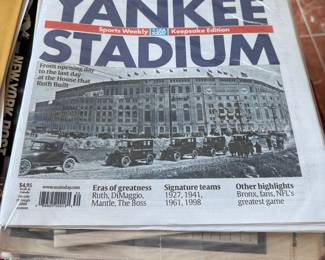 YANKEE
Sports Weekly Keepsake Edition
STADIUM
From opening day
to the last day
at the House that
Ruth Built
NEW YORK POST
$4.95
www.usatoday.com
Eras of greatness
Ruth, DiMaggio,
Mantle, The Boss
Signature teams
1927, 1941,
1961, 1998
Other highlights
Bronx, fans, NFL's
greatest game